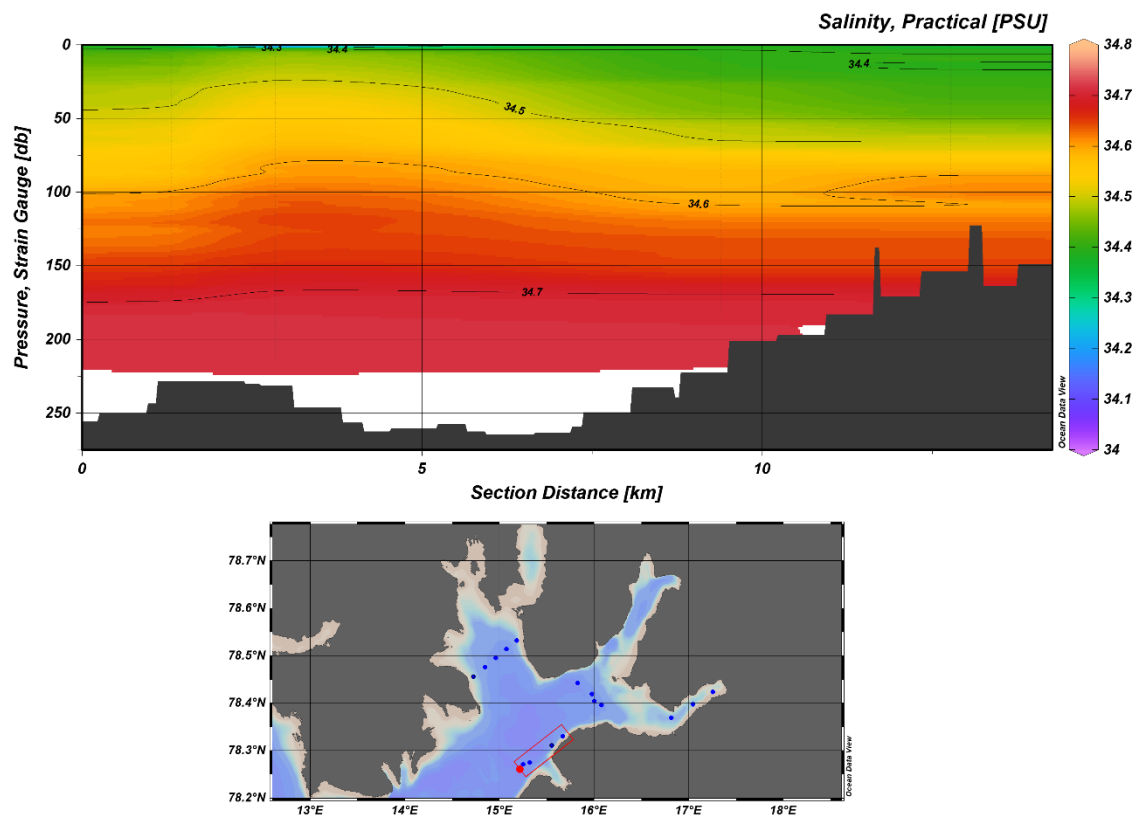 Salinity, Practical [PSU]
Pressure, Strain Gauge [db]
0
50
100
150
200
250
34.3
34.4
34.4
34.5
34.6
34.7
34.8
34.7
34.6
34.5
34.4
34.3
34.2
34.1
34
Ocean Data View
0
5
10
Section Distance [km]
78.7°N
78.6°N
78.5°N
78.4°N
78.3°N
78.2°N
13°E
14°E
15°E
16°E
17°E
18°E
Ocean Data View